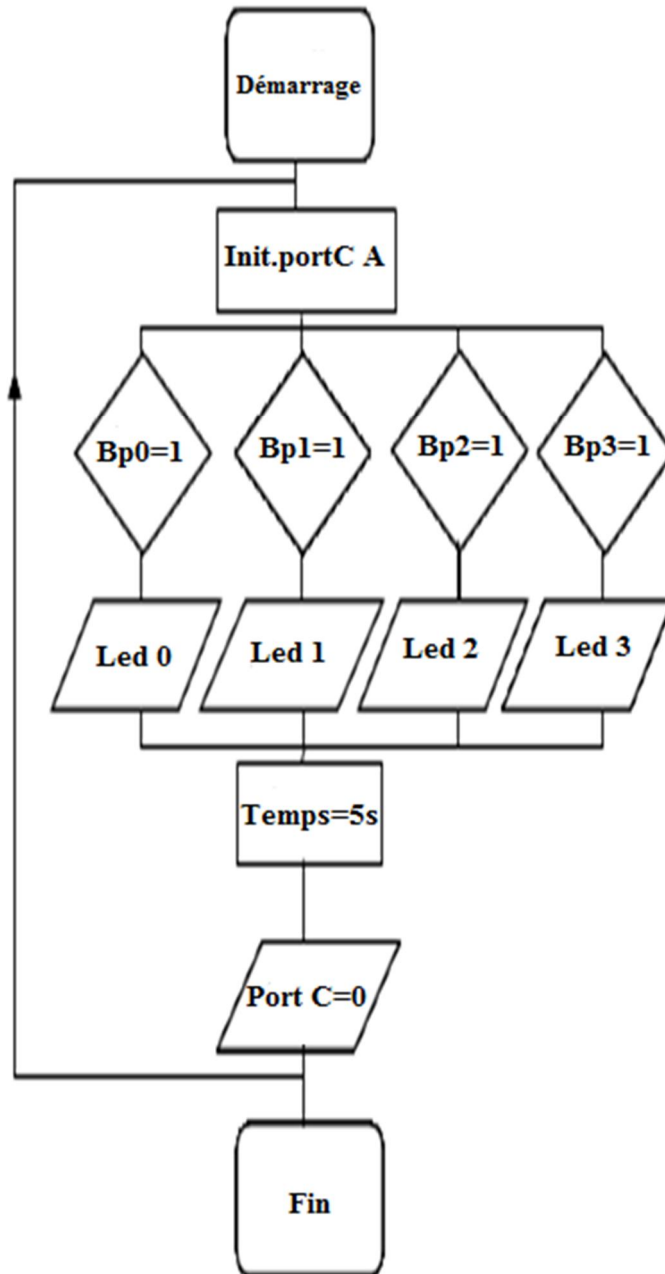 Démarrage
Init.portC A
Bp0=1
Bp1=1
Bp2=1
Bp3=1
Led 0
Led 1
Led 2
Led 3
Temps=5s
Port C=0
Fin